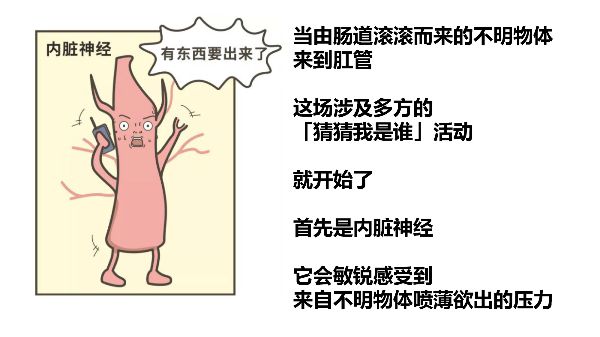 内脏神经
有东西要出来了
当由肠道滚滚而来的不明物体
来到肛管
这场涉及多方的
「猜猜我是谁」活动
就开始了
首先是内脏神经
它会敏锐感受到
来自不明物体喷薄欲出的压力